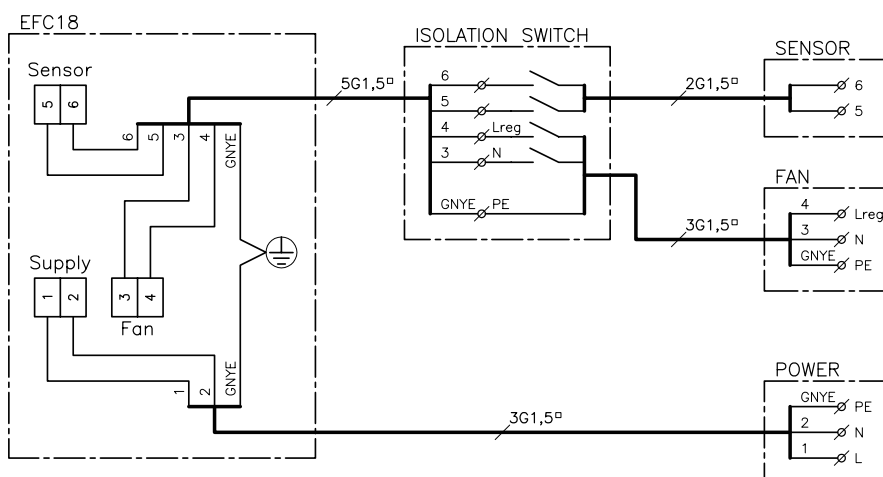 EFC18
Sensor
5 6
6 5 3 4 GNYE
Supply
1 2
3 4
Fan
1 2 GNYE
5G1,5□
ISOLATION SWITCH
6
5
4 Lreg
3 N
GNYE PE
2G1,5□
SENSOR
6
5
3G1,5□
FAN
4 Lreg
3 N
GNYE PE
3G1,5□
POWER
GNYE PE
2 N
1 L